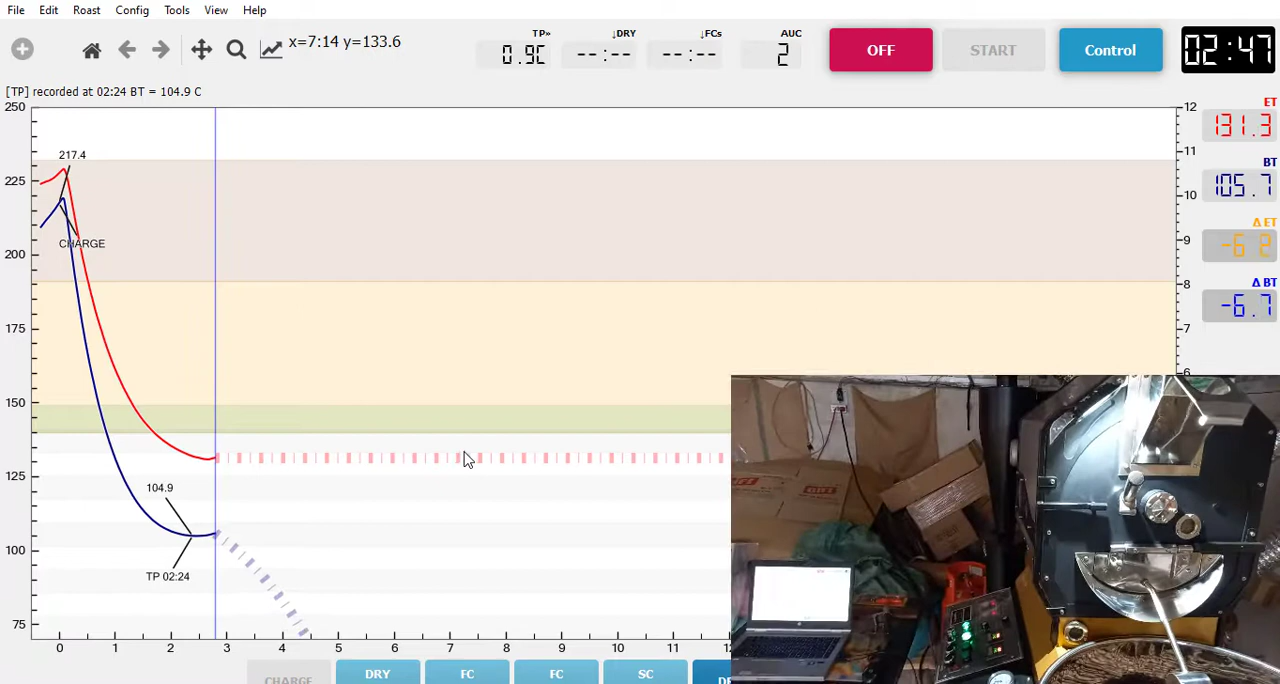 File Edit Roast Config Tools View Help
x=7:14 y=133.6
TP» ↓DRY ↓FCs AUC
0.9C --:-- --:-- 2
OFF START Control 02:47
[TP] recorded at 02:24 BT = 104.9 C
ET
131.3
BT
105.7
Δ ET
Δ BT
-6.7
250
225
200
175
150
125
100
75
12
11
10
9
8
7
6
217.4
CHARGE
104.9
TP 02:24
0 1 2 3 4 5 6 7 8 9 10 11
CHARGE DRY FC FC SC